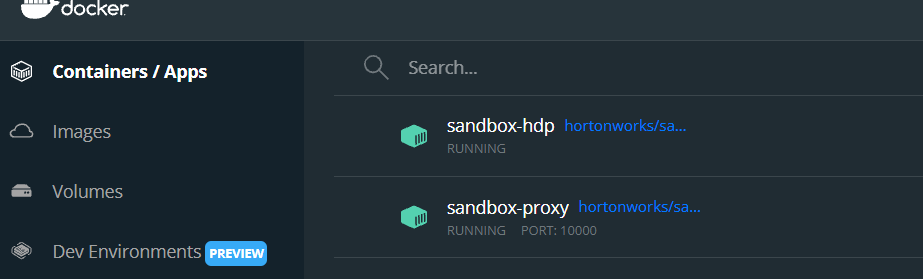 docker
Containers / Apps
Images
Volumes
Dev Environments PREVIEW
Search...
sandbox-hdp hortonworks/sa...
RUNNING
sandbox-proxy hortonworks/sa...
RUNNING PORT: 10000